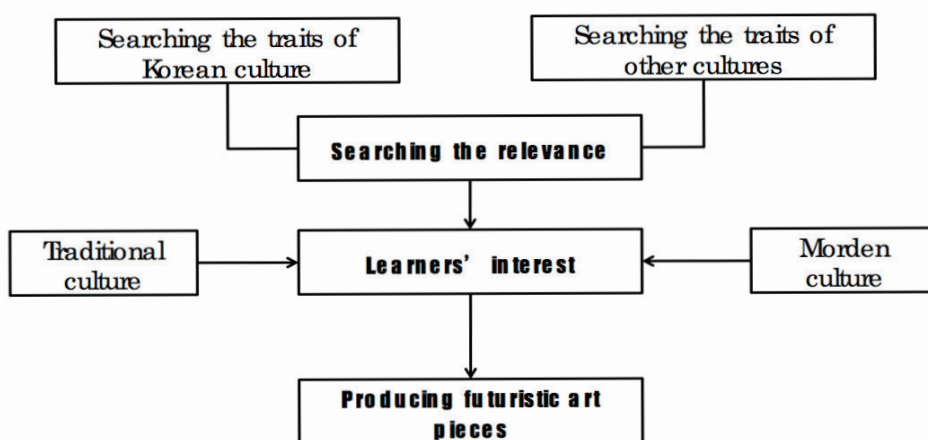 Searching the traits of
Korean culture
Searching the traits of
other cultures
Searching the relevance
Traditional
culture
Learners' interest
Morden
culture
Producing futuristic art
pieces